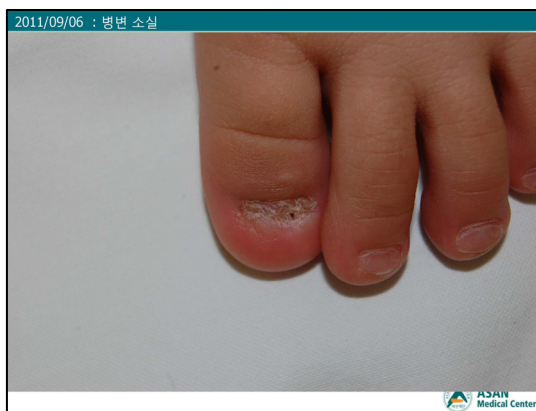 2011/09/06 : 병변 소실
ASAN
Medical Center